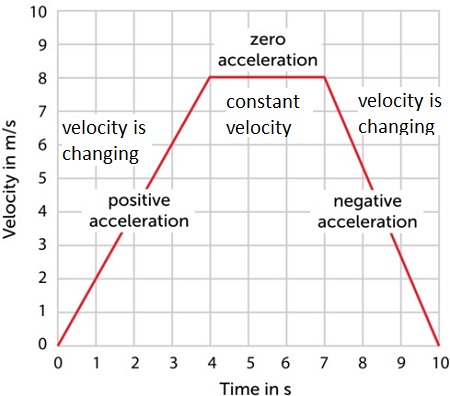 10
9
8
7
6
5
4
3
2
1
0
Velocity in m/s
zero
acceleration
constant
velocity
velocity is
changing
velocity is
changing
positive
acceleration
negative
acceleration
0 1 2 3 4 5 6 7 8 9 10
Time in s